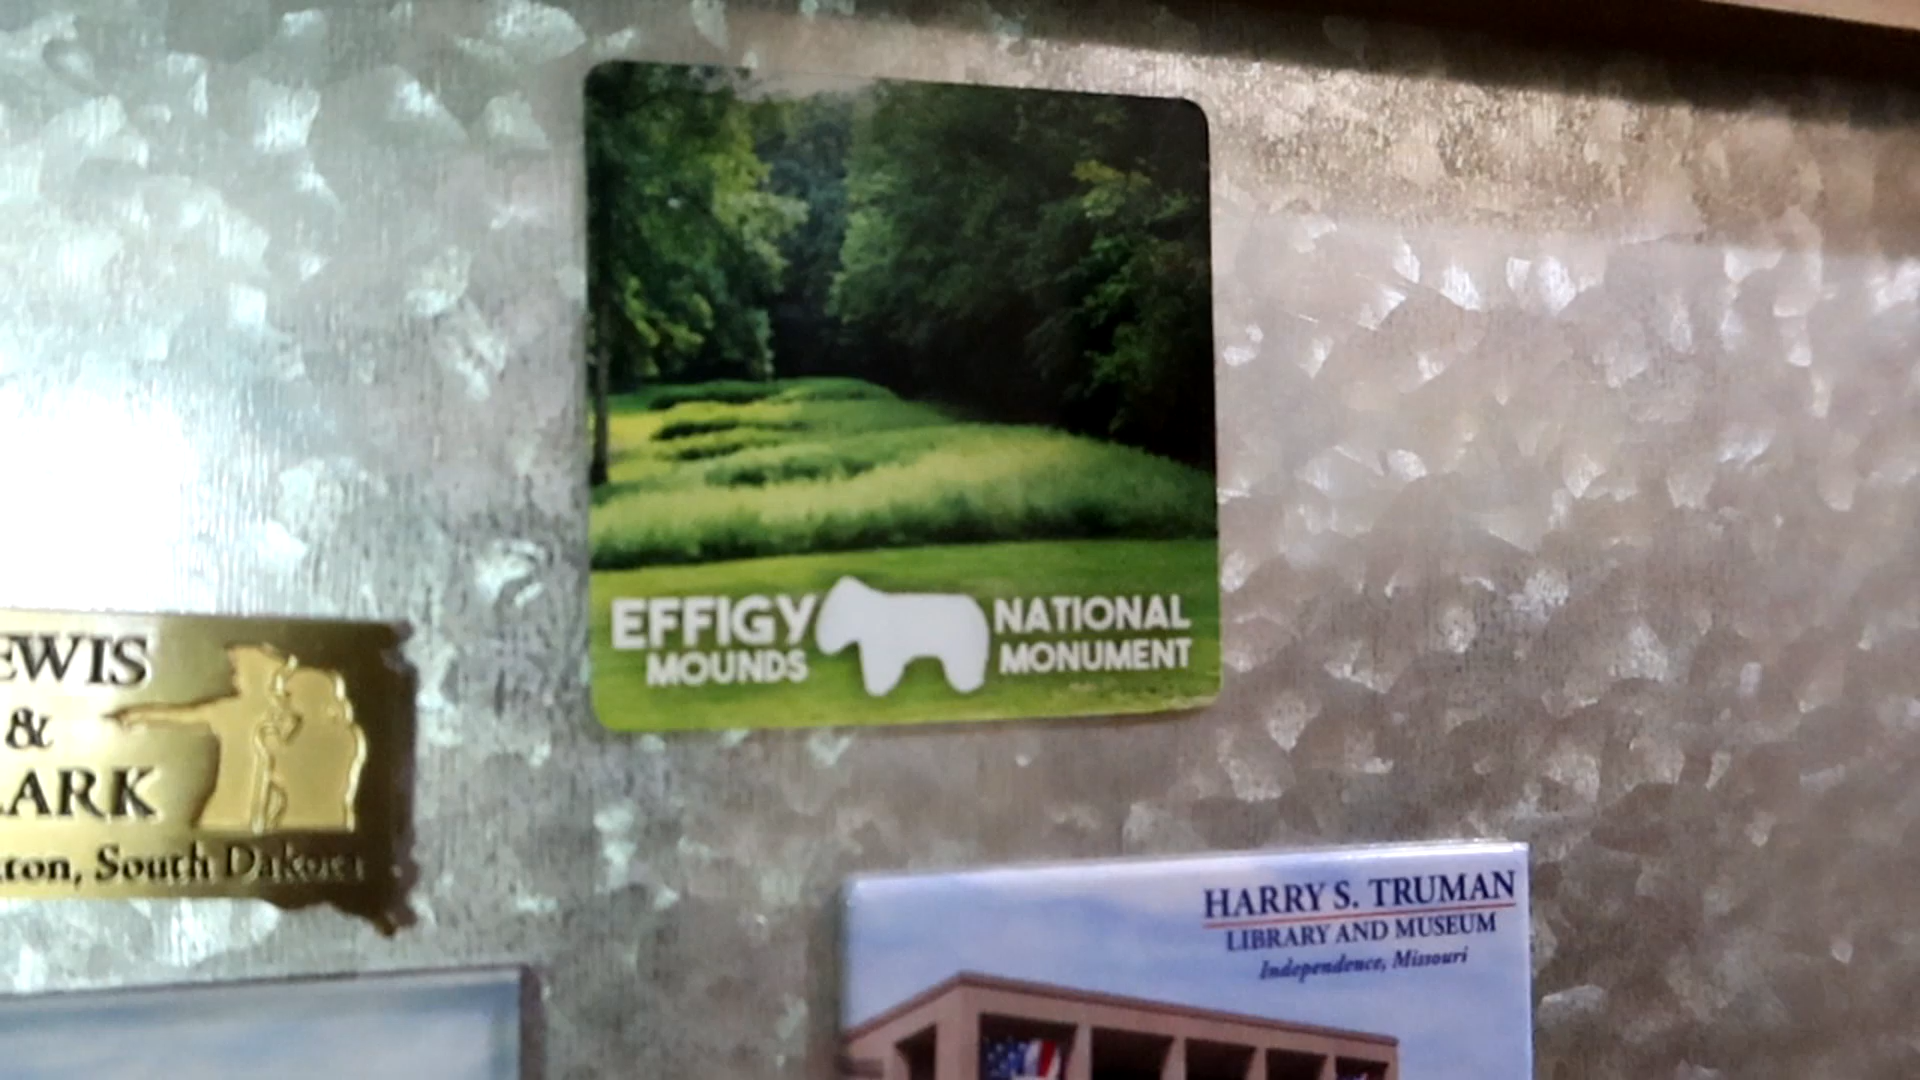 EFFIGY
MOUNDS
NATIONAL
MONUMENT
EWIS
&
ARK
ton, South Dakota
HARRY S. TRUMAN
LIBRARY AND MUSEUM
Independence, Missouri